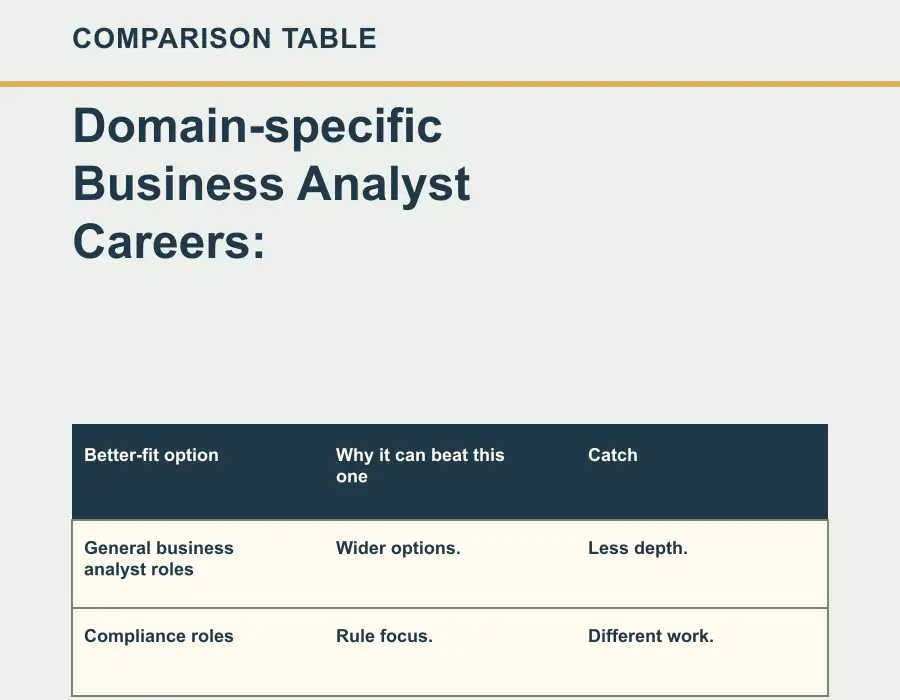 COMPARISON TABLE
Domain-specific
Business Analyst
Careers:
Better-fit option
Why it can beat this
one
Catch
General business
analyst roles
Wider options.
Less depth.
Compliance roles
Rule focus.
Different work.